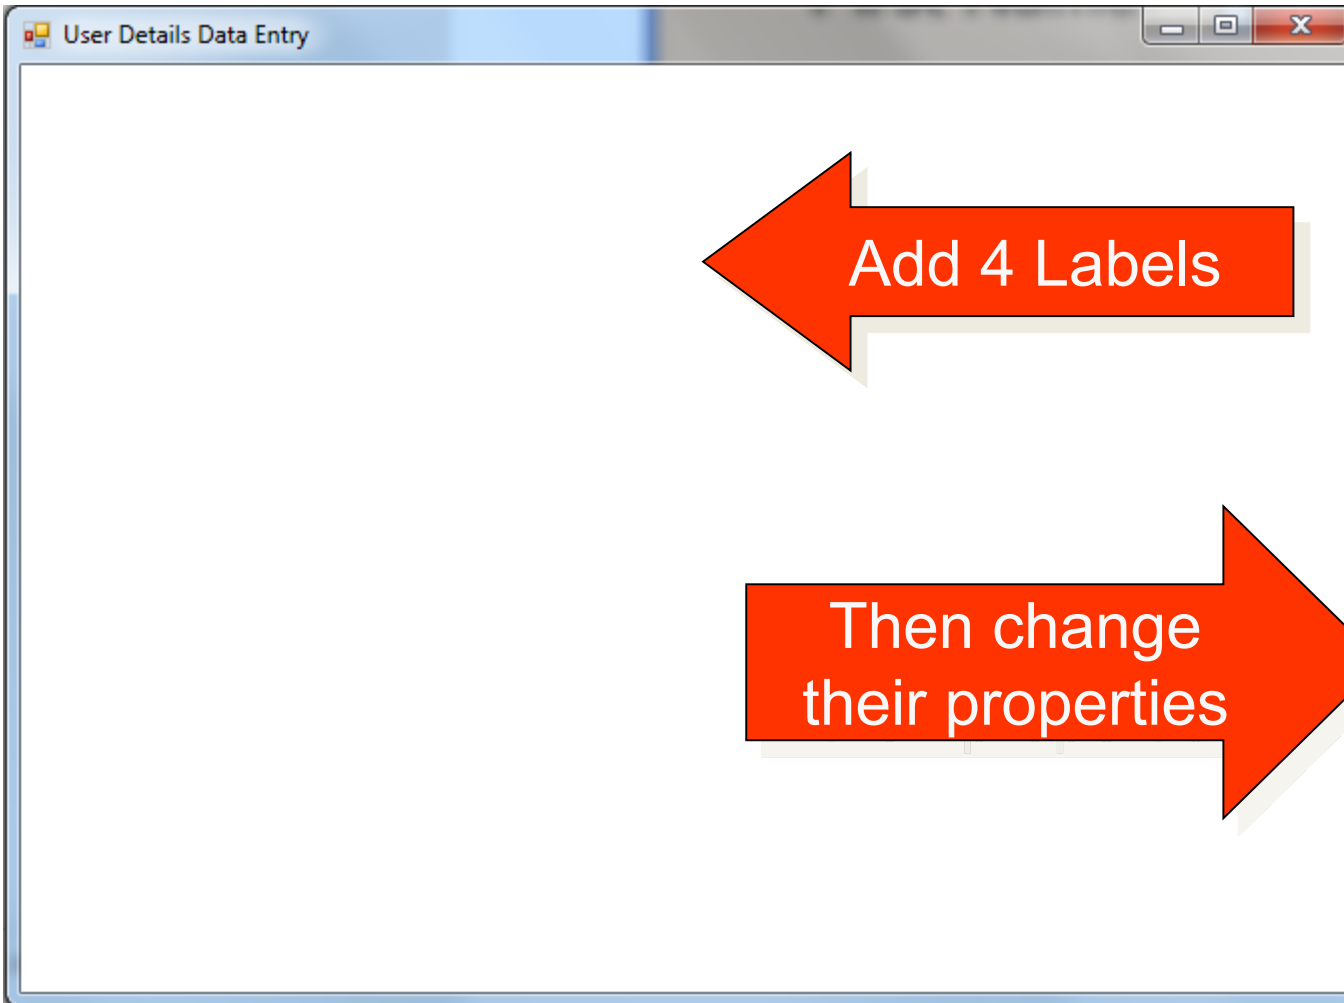 User Details Data Entry
Add 4 Labels
Then change
their properties